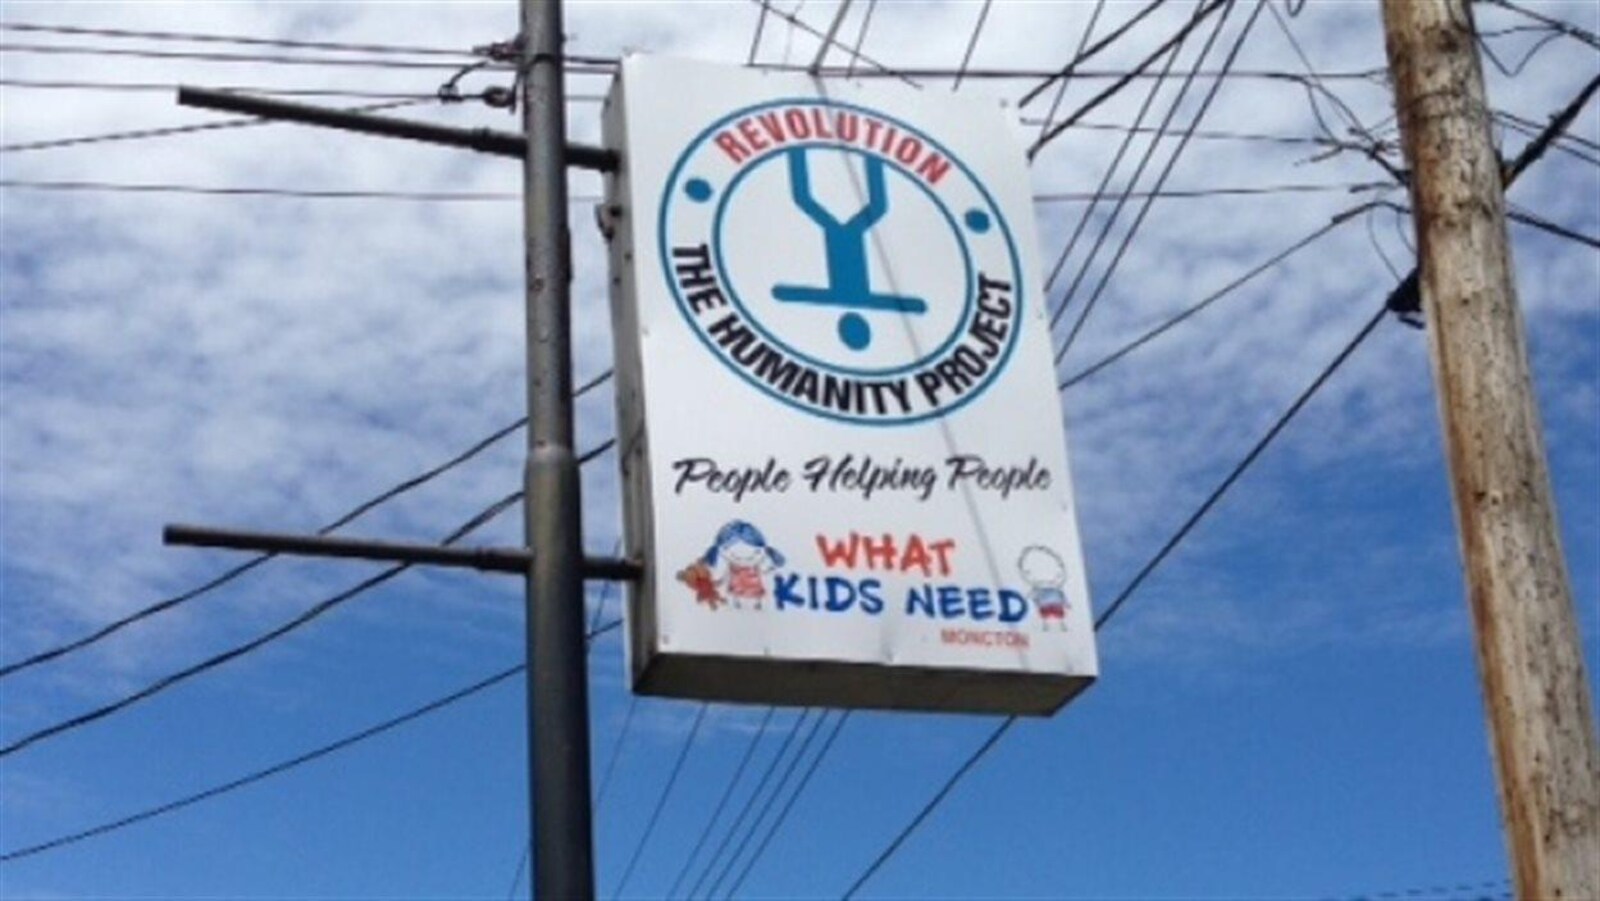 REVOLUTION
THE HUMANITY PROJECT
People Helping People
WHAT
KIDS NEED
MONCTON